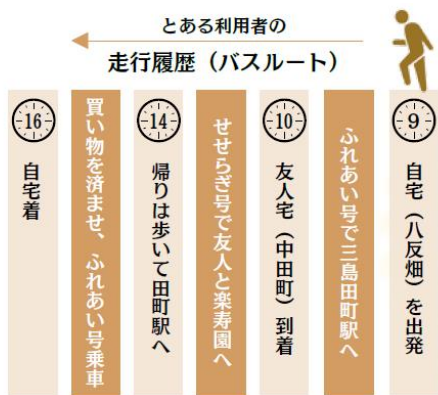 とある利用者の
走行履歴（バスルート）
9
自宅（八反畑）を出発
ふれあい号で三島田町駅へ
10
友人宅（中田町）到着
せせらぎ号で友人と楽寿園へ
14
帰りは歩いて田町駅へ
買い物を済ませ、ふれあい号乗車
16
自宅着